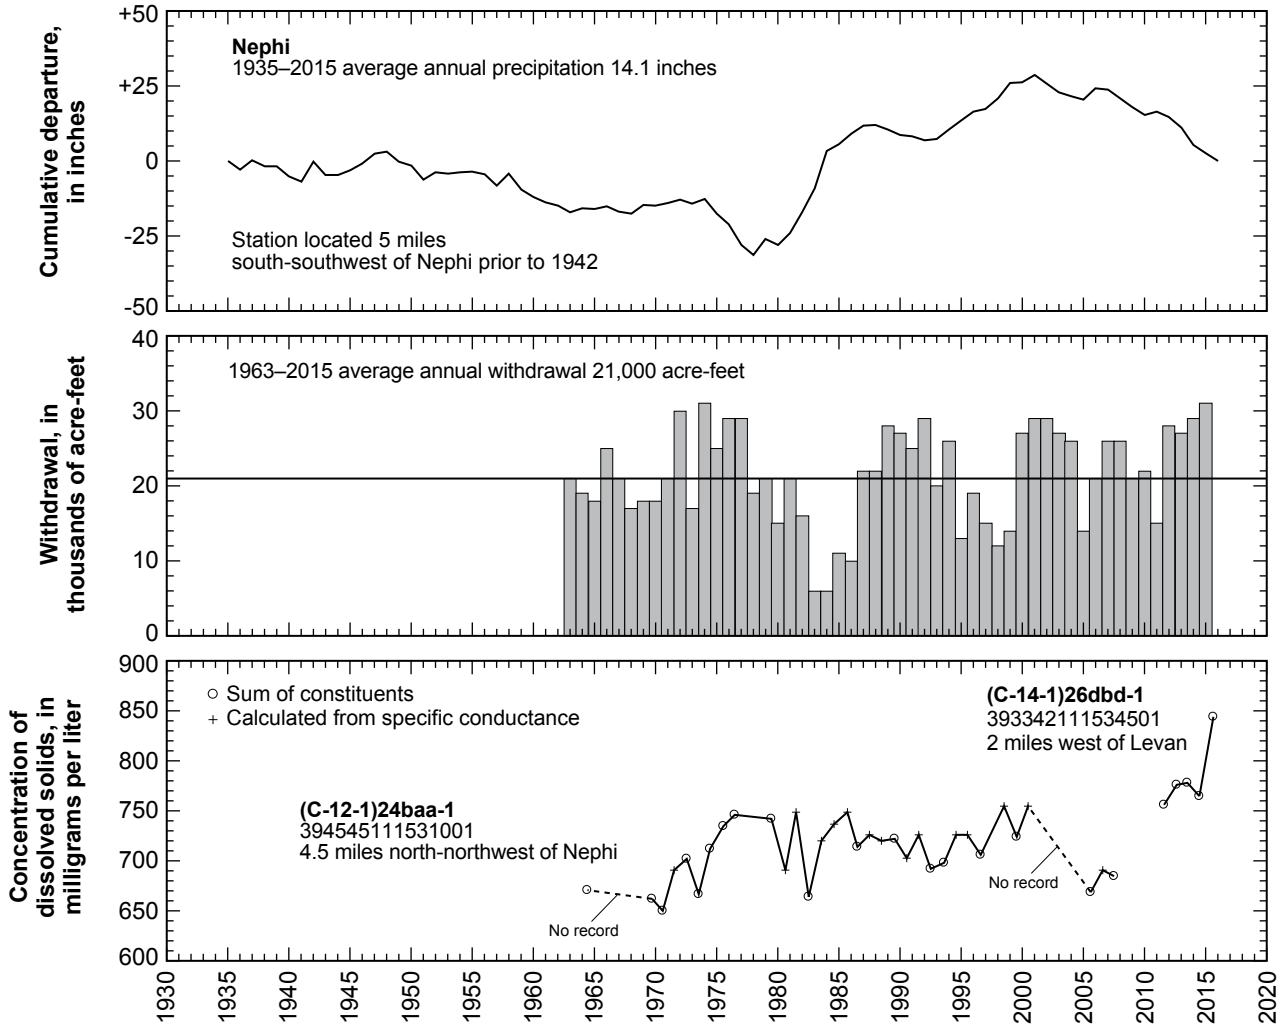 Cumulative departure,
in inches
+50
+25
0
-25
-50
Nephi
1935–2015 average annual precipitation 14.1 inches
Station located 5 miles
south-southwest of Nephi prior to 1942
Withdrawal, in
thousands of acre-feet
40
30
20
10
0
1963–2015 average annual withdrawal 21,000 acre-feet
Concentration of
dissolved solids, in
milligrams per liter
900
850
800
750
700
650
600
Sum of constituents
Calculated from specific conductance
(C-14-1)26dbd-1
393342111534501
2 miles west of Levan
(C-12-1)24baa-1
394545111531001
4.5 miles north-northwest of Nephi
No record
No record
1930
1935
1940
1945
1950
1955
1960
1965
1970
1975
1980
1985
1990
1995
2000
2005
2010
2015
2020